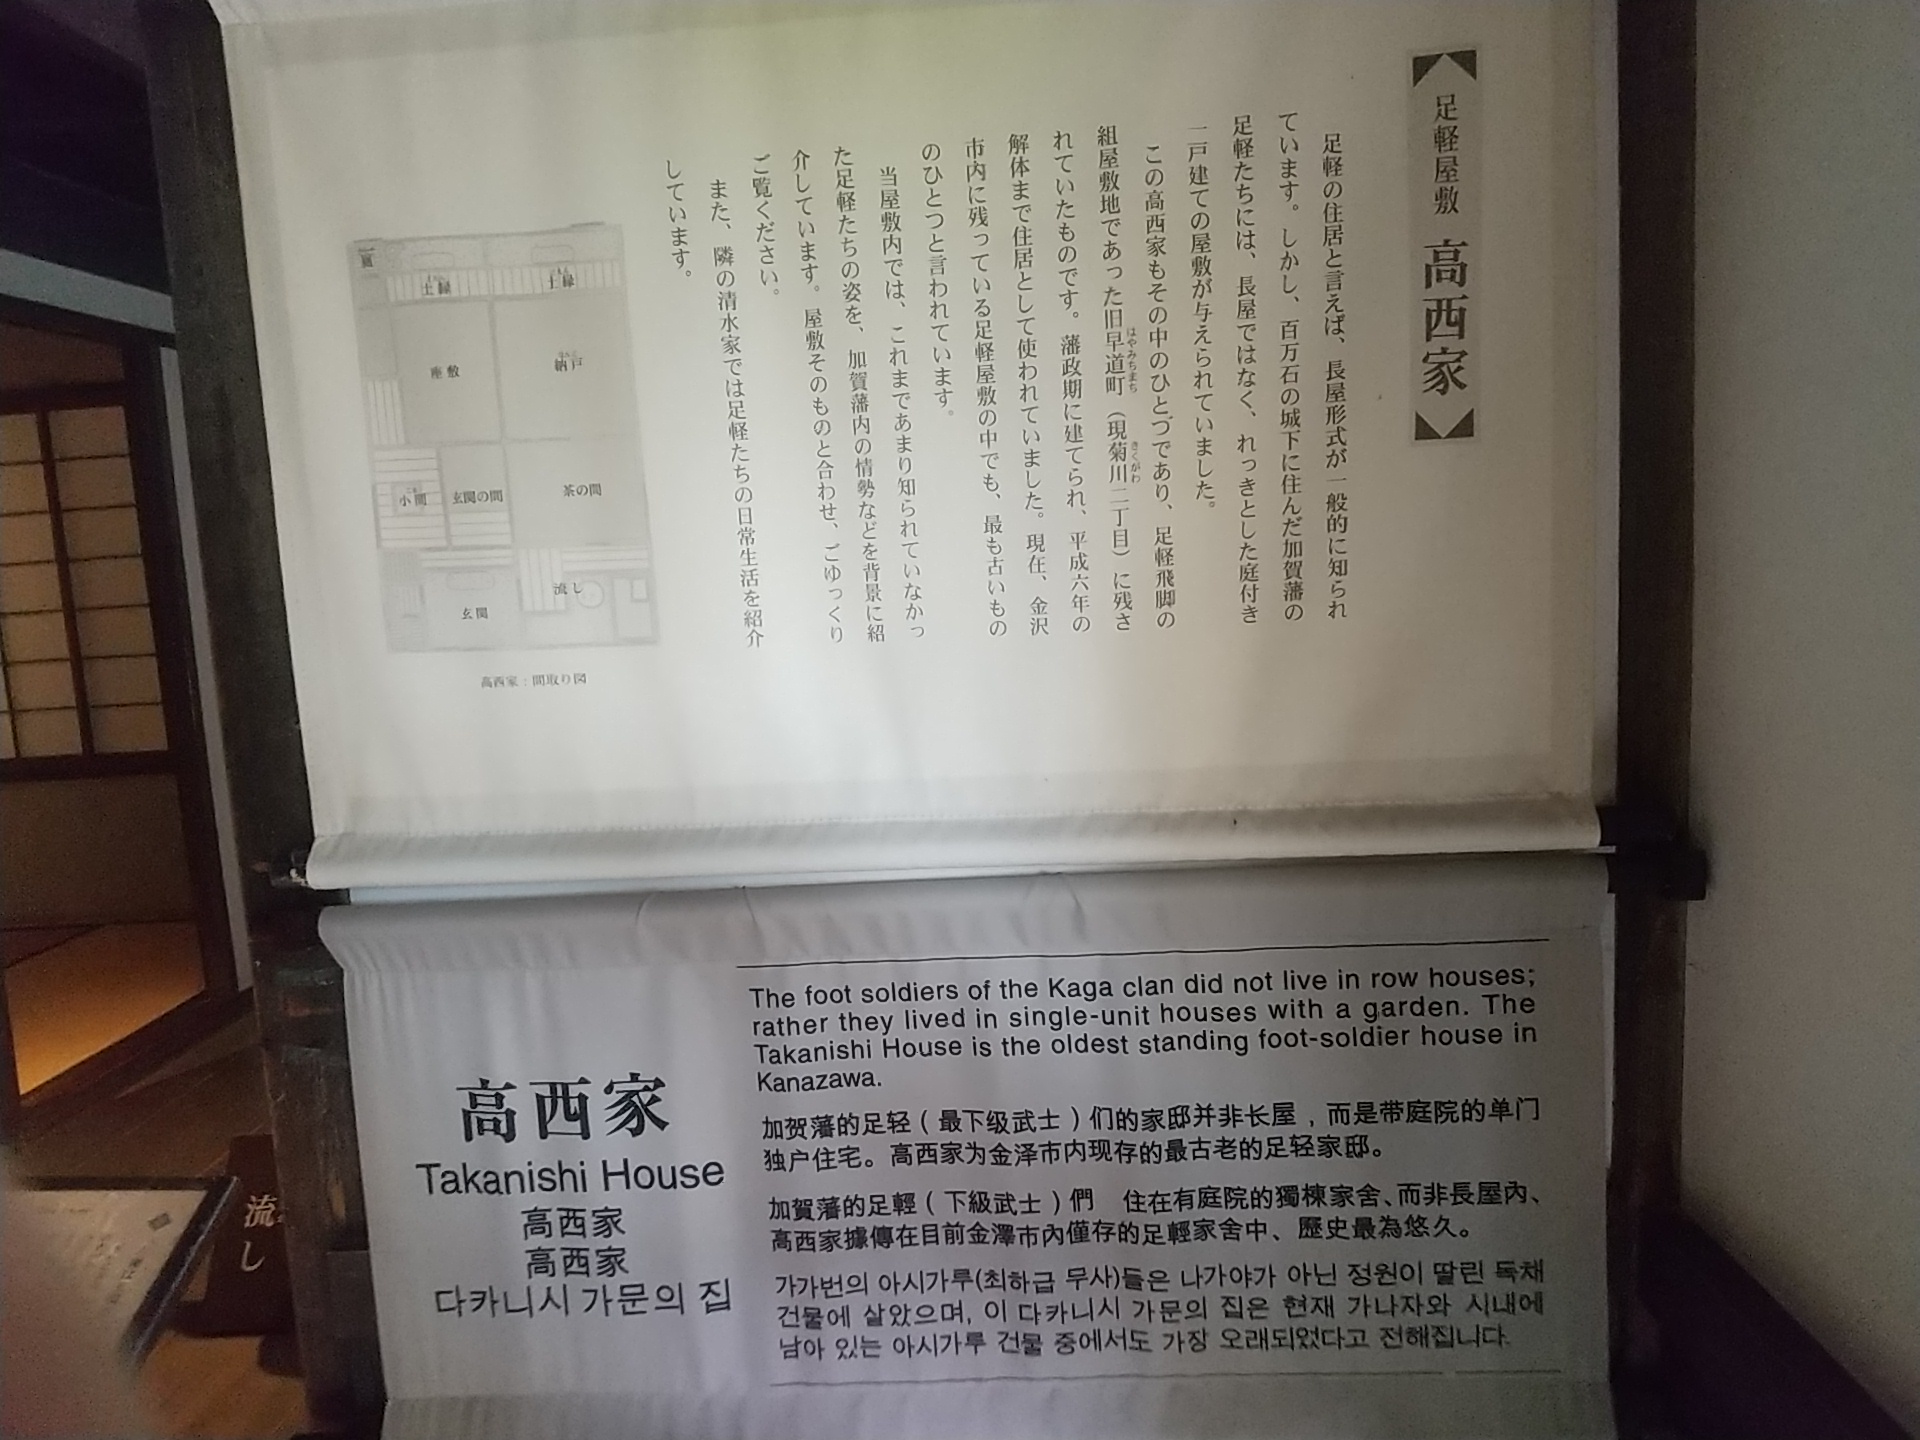 足軽屋敷 高西家
足軽の住居と言えば、長屋形式が一般的に知られ
ています。しかし、百万石の城下に住んだ加賀藩の
足軽たちには、長屋ではなく、れっきとした庭付き
一戸建ての屋敷が与えられていました。
この高西家もその中のひとつであり、足軽飛脚の
組屋敷地であった旧早道町(現菊川二丁目)に残さ
はやみちまち
きくがわ
れていたものです。藩政期に建てられ、平成六年の
解体まで住居として使われていました。現在、金沢
市内に残っている足軽屋敷の中でも、最も古いもの
のひとつと言われています。
当屋敷内では、これまであまり知られていなかっ
た足軽たちの姿を、加賀藩内の情勢などを背景に紹
介しています。屋敷そのものと合わせ、ごゆっくり
ご覧ください。
また、隣の清水家では足軽たちの日常生活を紹介
しています。
土縁
土縁
座敷
納戸
小間
玄関の間
茶の間
玄関
流し
高西家:間取り図
高西家
Takanishi House
高西家
高西家
다카니시 가문의 집
The foot soldiers of the Kaga clan did not live in row houses;
rather they lived in single-unit houses with a garden. The
Takanishi House is the oldest standing foot-soldier house in
Kanazawa.
加贺藩的足轻(最下级武士)们的家邸并非长屋,而是带庭院的单门
独户住宅。高西家为金泽市内现存的最古老的足轻家邸。
加賀藩的足輕(下級武士)們 住在有庭院的獨棟家舍、而非長屋內、
高西家據傳在目前金澤市內僅存的足輕家舍中、歷史最為悠久。
가가번의 아시가루(최하급 무사)들은 나가야가 아닌 정원이 딸린 독채
건물에 살았으며, 이 다카니시 가문의 집은 현재 가나자와 시내에
남아 있는 아시가루 건물 중에서도 가장 오래되었다고 전해집니다.
流し